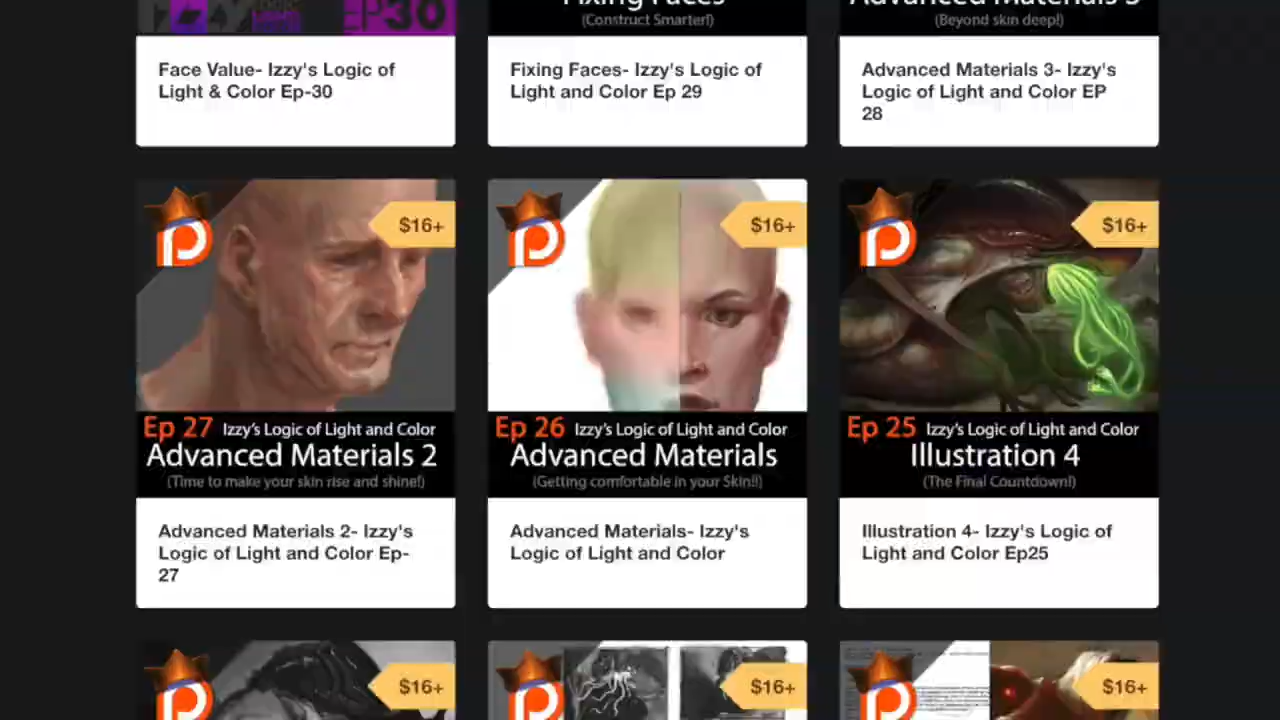 EP30
Fixing Faces
(Construct Smarter!)
Advanced Materials 3
(Beyond skin deep!)
Face Value- Izzy's Logic of
Light & Color Ep-30
Fixing Faces- Izzy's Logic of
Light and Color Ep 29
Advanced Materials 3- Izzy's
Logic of Light and Color EP
28
$16+
$16+
$16+
Ep 27 Izzy's Logic of Light and Color
Advanced Materials 2
(Time to make your skin rise and shine!)
Ep 26 Izzy's Logic of Light and Color
Advanced Materials
(Getting comfortable in your Skin!!)
Ep 25 Izzy's Logic of Light and Color
Illustration 4
(The Final Countdown!)
Advanced Materials 2- Izzy's
Logic of Light and Color Ep-
27
Advanced Materials- Izzy's
Logic of Light and Color
Illustration 4- Izzy's Logic of
Light and Color Ep25
$16+
$16+
$16+